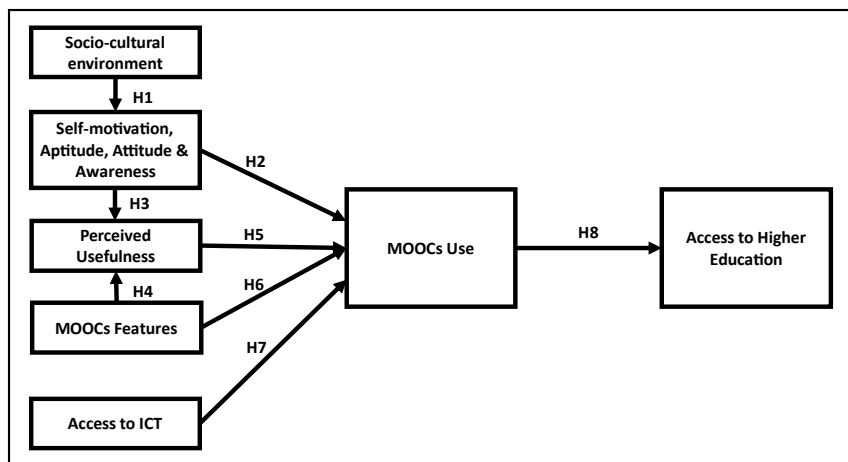 Socio-cultural
environment
H1
Self-motivation,
Aptitude, Attitude &
Awareness
H2
H3
Perceived
Usefulness
H5
H4
H6
MOOCs Features
H7
Access to ICT
MOOCs Use
H8
Access to Higher
Education